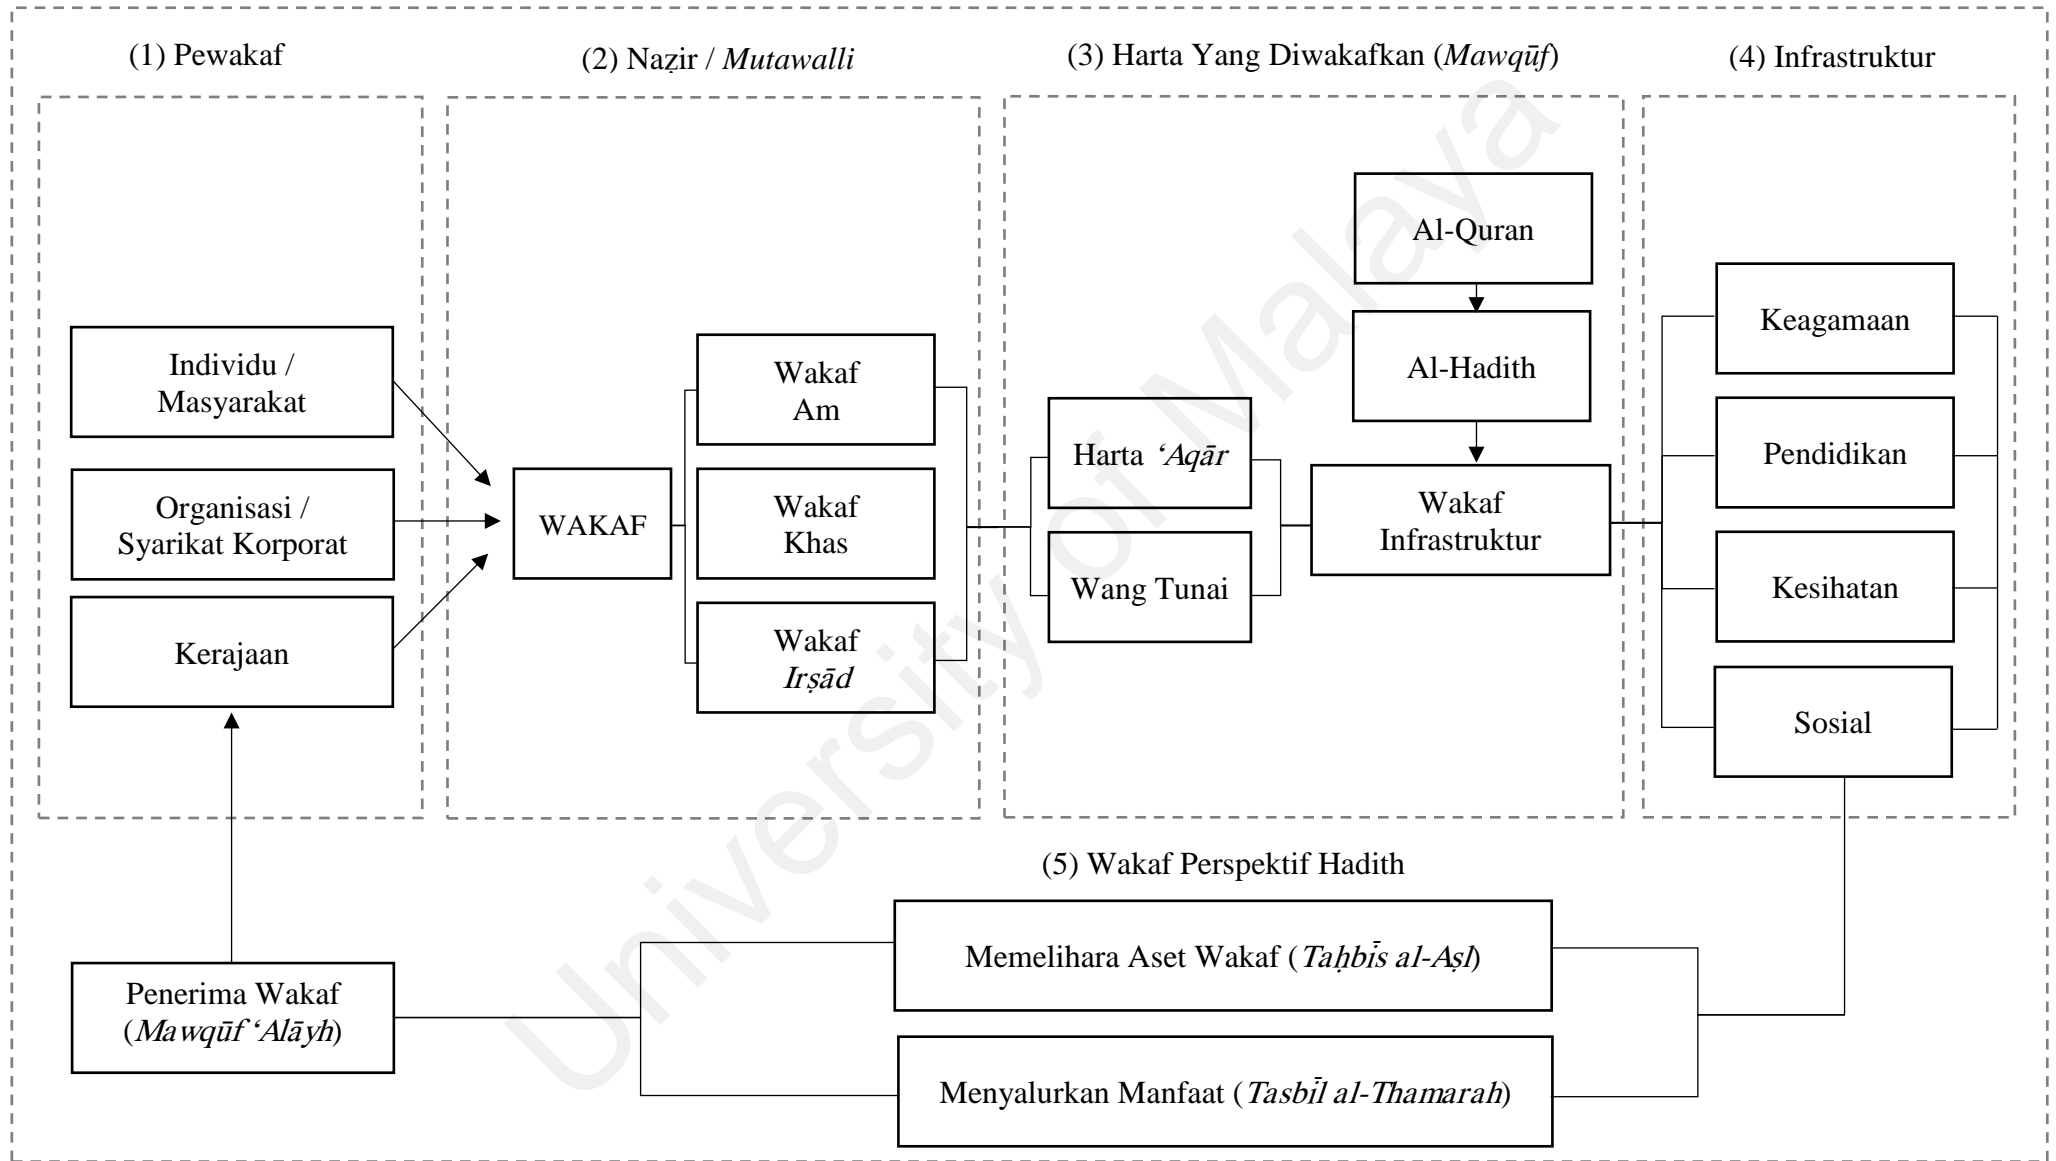 (1) Pewakaf
(2) Naẓir / Mutawalli
(3) Harta Yang Diwakafkan (Mawqūf)
(4) Infrastruktur
Individu /
Masyarakat
Organisasi /
Syarikat Korporat
Kerajaan
WAKAF
Wakaf
Am
Wakaf
Khas
Wakaf
Irṣād
Harta ‘Aqār
Wang Tunai
Al-Quran
Al-Hadith
Wakaf
Infrastruktur
Keagamaan
Pendidikan
Kesihatan
Sosial
(5) Wakaf Perspektif Hadith
Memelihara Aset Wakaf (Taḥbīs al-Aṣl)
Menyalurkan Manfaat (Tasbīl al-Thamarah)
Penerima Wakaf
(Mawqūf ‘Alāyh)
University of Malaya